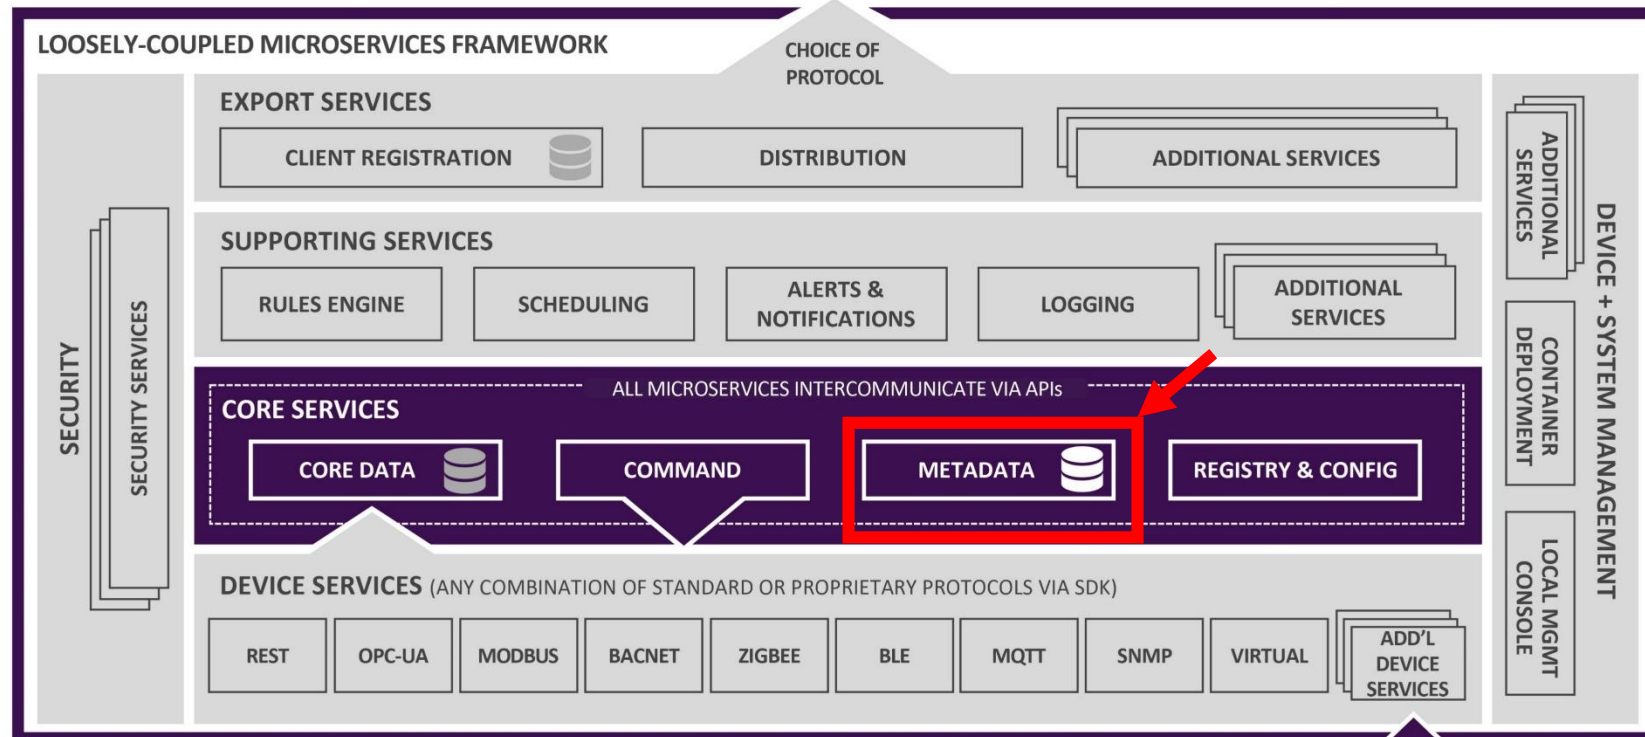 LOOSELY-COUPLED MICROSERVICES FRAMEWORK
CHOICE OF
PROTOCOL
EXPORT SERVICES
CLIENT REGISTRATION
DISTRIBUTION
ADDITIONAL SERVICES
SUPPORTING SERVICES
RULES ENGINE
SCHEDULING
ALERTS &
NOTIFICATIONS
LOGGING
ADDITIONAL
SERVICES
ALL MICROSERVICES INTERCOMMUNICATE VIA APIs
CORE SERVICES
CORE DATA
COMMAND
METADATA
REGISTRY & CONFIG
DEVICE SERVICES (ANY COMBINATION OF STANDARD OR PROPRIETARY PROTOCOLS VIA SDK)
REST
OPC-UA
MODBUS
BACNET
ZIGBEE
BLE
MQTT
SNMP
VIRTUAL
ADD'L
DEVICE
SERVICES
SECURITY
SECURITY SERVICES
ADDITIONAL
SERVICES
CONTAINER
DEPLOYMENT
LOCAL MGMT
CONSOLE
DEVICE + SYSTEM MANAGEMENT